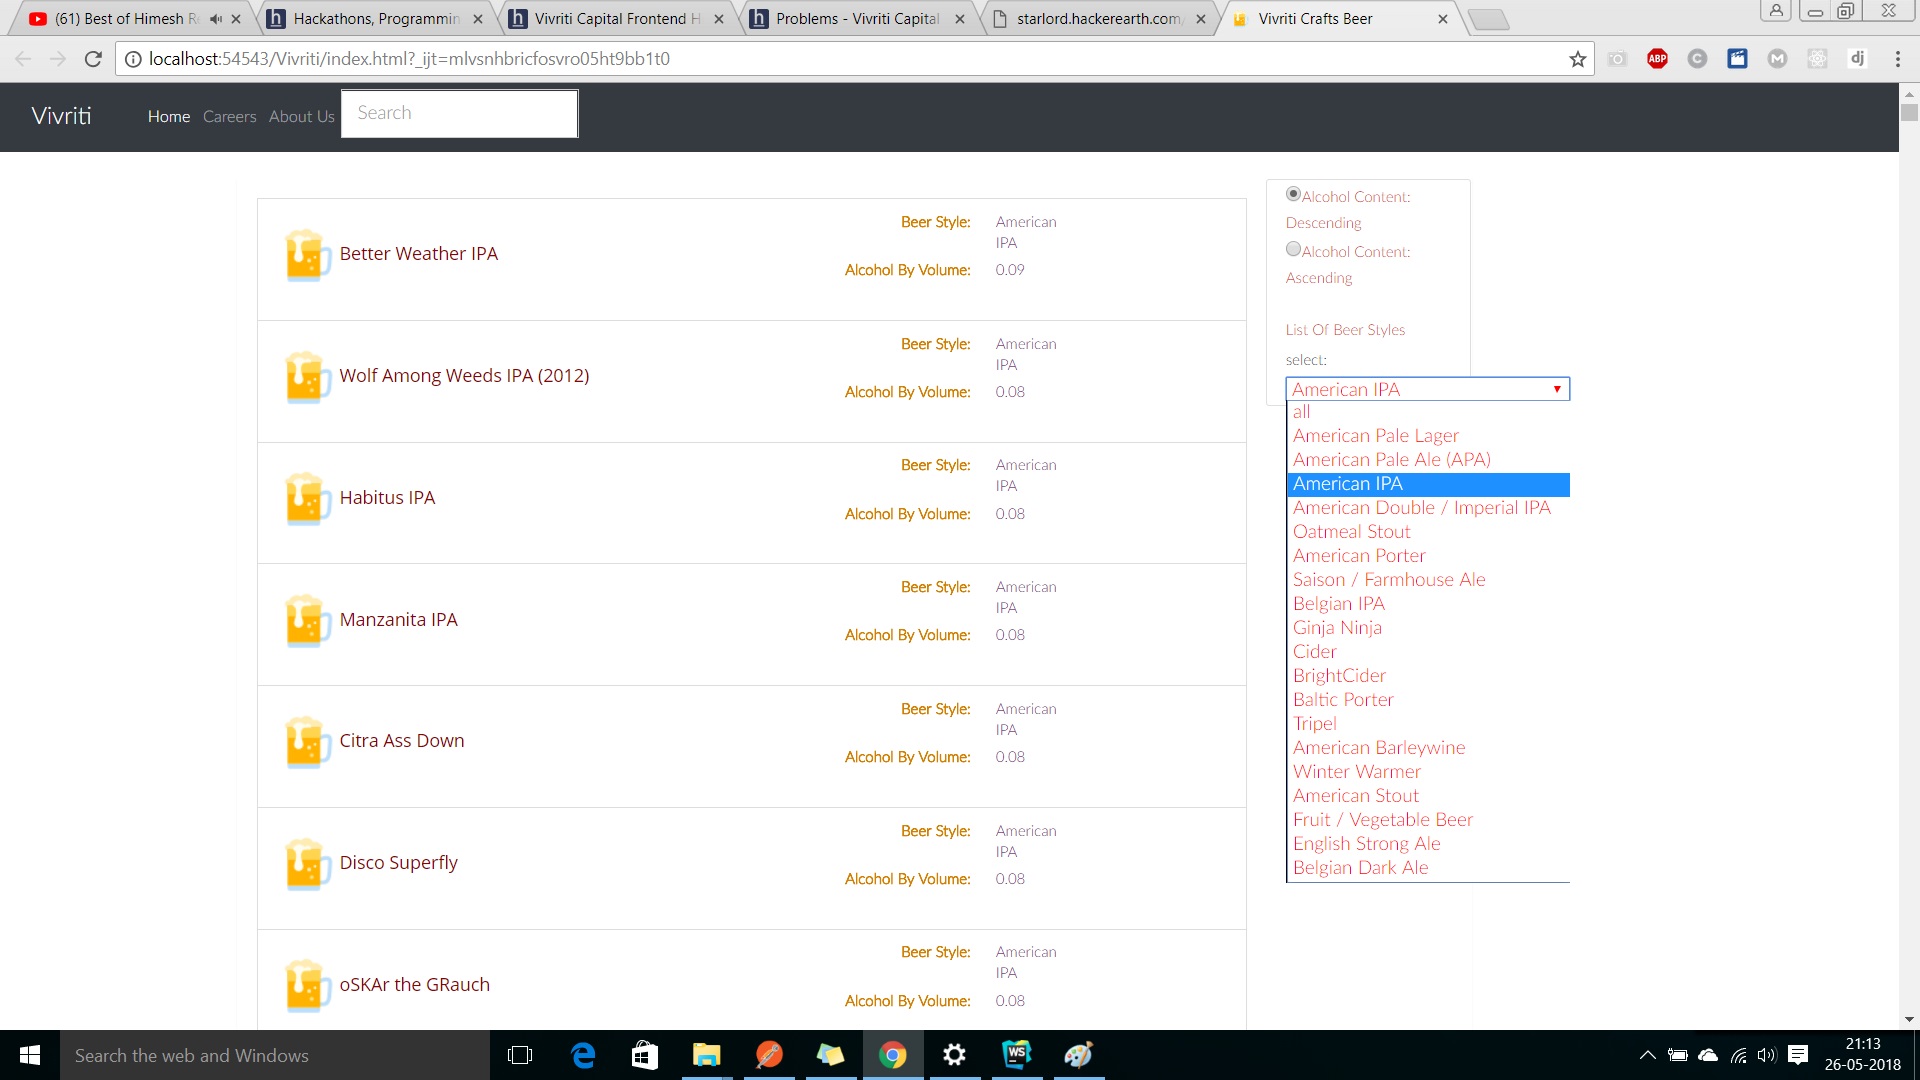 (61) Best of Himesh R
Hackathons, Programmin
Vivriti Capital Frontend H
Problems - Vivriti Capital
starlord.hackerearth.com/
Vivriti Crafts Beer
localhost:54543/Vivriti/index.html?_ijt=mlvsnhbricfosvro05ht9bb1t0
ABP
C
M
dj
Vivriti
Home
Careers
About Us
Search
Better Weather IPA
Beer Style:
American
IPA
Alcohol By Volume:
0.09
Wolf Among Weeds IPA (2012)
Beer Style:
American
IPA
Alcohol By Volume:
0.08
Habitus IPA
Beer Style:
American
IPA
Alcohol By Volume:
0.08
Manzanita IPA
Beer Style:
American
IPA
Alcohol By Volume:
0.08
Citra Ass Down
Beer Style:
American
IPA
Alcohol By Volume:
0.08
Disco Superfly
Beer Style:
American
IPA
Alcohol By Volume:
0.08
oSKAr the GRauch
Beer Style:
American
IPA
Alcohol By Volume:
0.08
Alcohol Content:
Descending
Alcohol Content:
Ascending
List Of Beer Styles
select:
American IPA
all
American Pale Lager
American Pale Ale (APA)
American IPA
American Double / Imperial IPA
Oatmeal Stout
American Porter
Saison / Farmhouse Ale
Belgian IPA
Ginja Ninja
Cider
BrightCider
Baltic Porter
Tripel
American Barleywine
Winter Warmer
American Stout
Fruit / Vegetable Beer
English Strong Ale
Belgian Dark Ale
Search the web and Windows
WS
21:13
26-05-2018